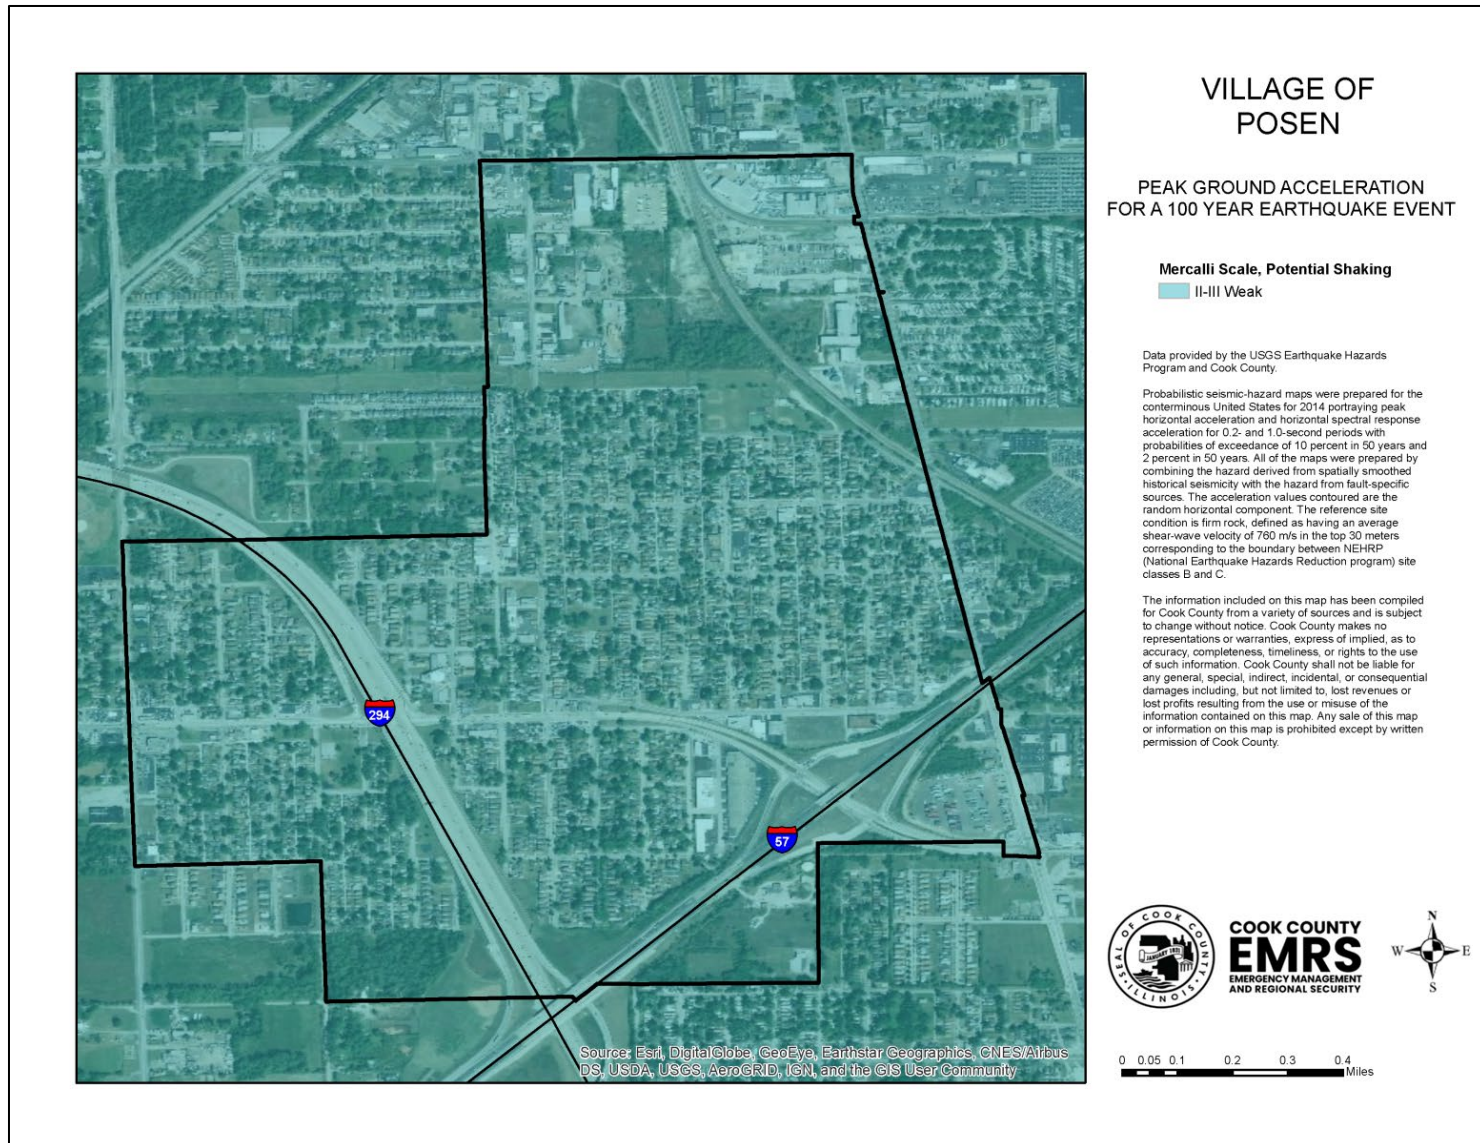 VILLAGE OF
POSEN
PEAK GROUND ACCELERATION
FOR A 100 YEAR EARTHQUAKE EVENT
Mercalli Scale, Potential Shaking
II-III Weak
Data provided by the USGS Earthquake Hazards
Program and Cook County.
Probabilistic seismic-hazard maps were prepared for the
conterminous United States for 2014 portraying peak
horizontal acceleration and horizontal spectral response
acceleration for 0.2- and 1.0-second periods with
probabilities of exceedance of 10 percent in 50 years and
2 percent in 50 years. All of the maps were prepared by
combining the hazard derived from spatially smoothed
historical seismicity with the hazard from fault-specific
sources. The acceleration values contoured are the
random horizontal component. The reference site
condition is firm rock, defined as having an average
shear-wave velocity of 760 m/s in the top 30 meters
corresponding to the boundary between NEHRP
(National Earthquake Hazards Reduction program) site
classes B and C.
The information included on this map has been compiled
for Cook County from a variety of sources and is subject
to change without notice. Cook County makes no
representations or warranties, express of implied, as to
accuracy, completeness, timeliness, or rights to the use
of such information. Cook County shall not be liable for
any general, special, indirect, incidental, or consequential
damages including, but not limited to, lost revenues or
lost profits resulting from the use or misuse of the
information contained on this map. Any sale of this map
or information on this map is prohibited except by written
permission of Cook County.
294
57
Source: Esri, DigitalGlobe, GeoEye, Earthstar Geographics, CNES/Airbus
DS, USDA, USGS, AeroGRID, IGN, and the GIS User Community
SEAL OF COOK COUNTY
JANUARY 1831
ILLINOIS
COOK COUNTY
EMRS
EMERGENCY MANAGEMENT
AND REGIONAL SECURITY
N
W E
S
0 0.05 0.1 0.2 0.3 0.4
Miles